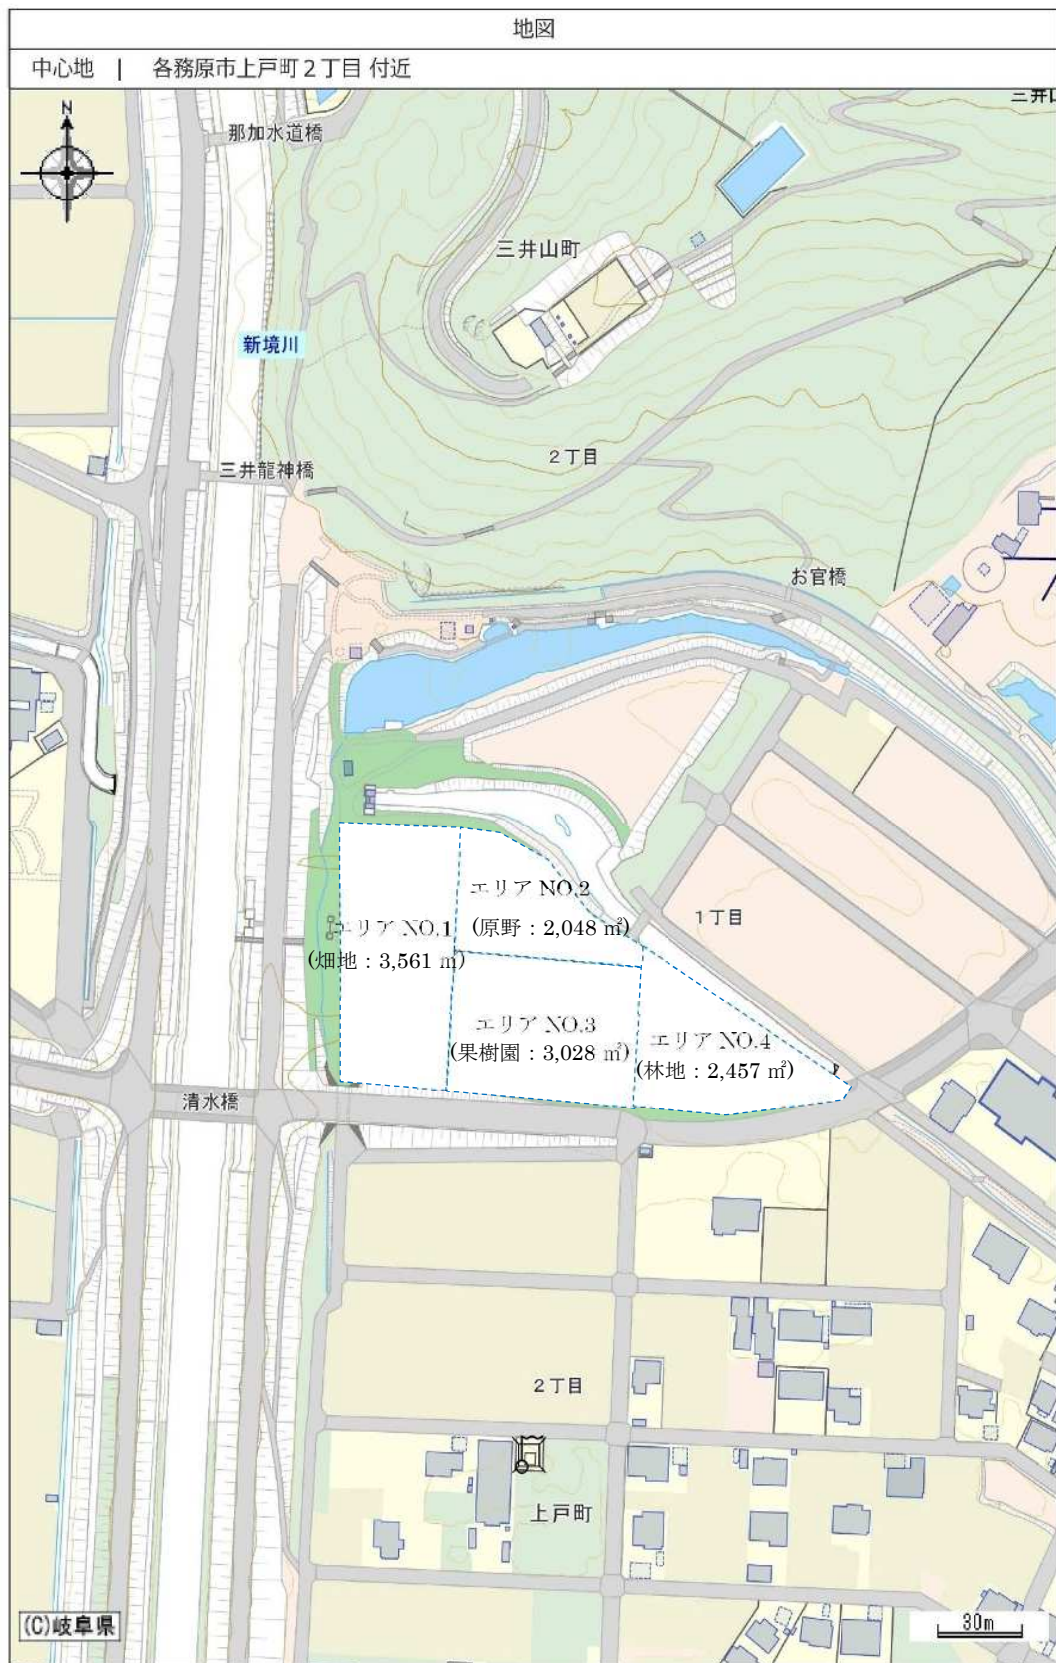 地図
中心地 | 各務原市上戸町2丁目 付近
三井山
N
那加水道橋
三井山町
新境川
2丁目
三井龍神橋
お官橋
エリア NO.2
1丁目
エリア NO.1
(原野：2,048 ㎡)
(畑地：3,561 ㎡)
エリア NO.3
エリア NO.4
(果樹園：3,028 ㎡)
(林地：2,457 ㎡)
清水橋
2丁目
上戸町
(C)岐阜県
30m